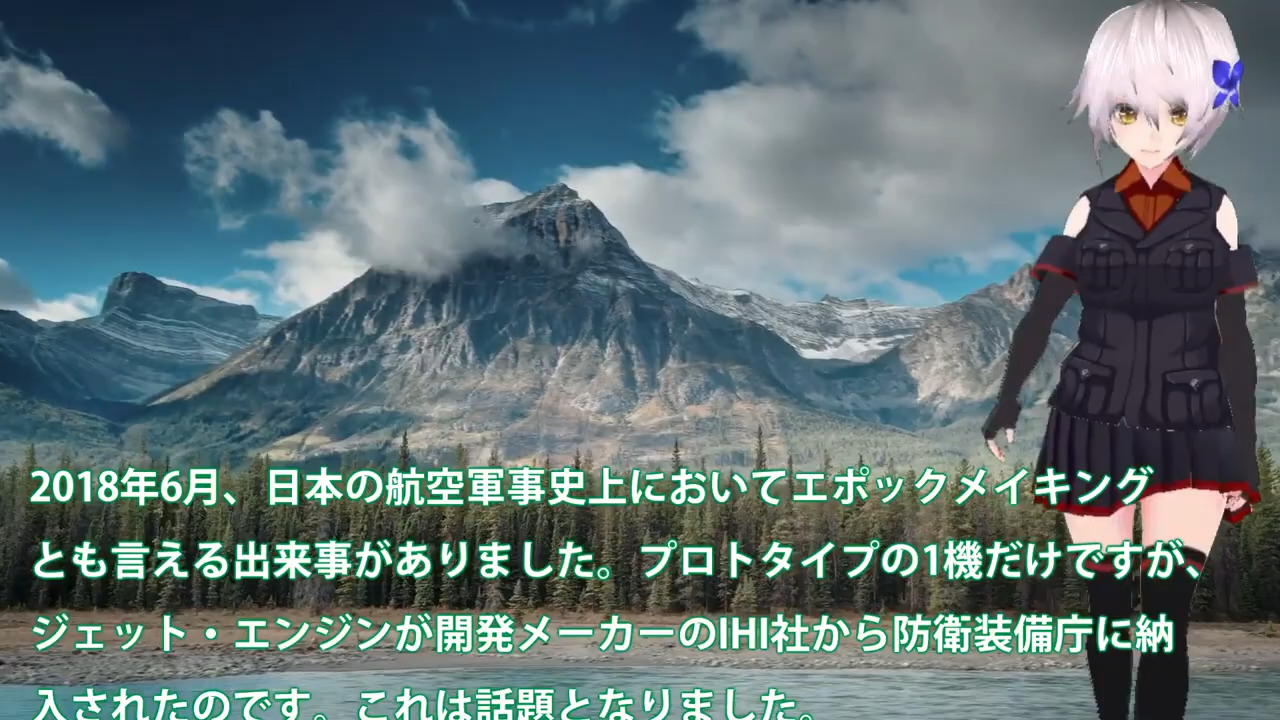 2018年6月、日本の航空軍事史上においてエポックメイキング
とも言える出来事がありました。プロトタイプの1機だけですが、
ジェット・エンジンが開発メーカーのIHI社から防衛装備庁に納
入されたのです。これは話題となりました。